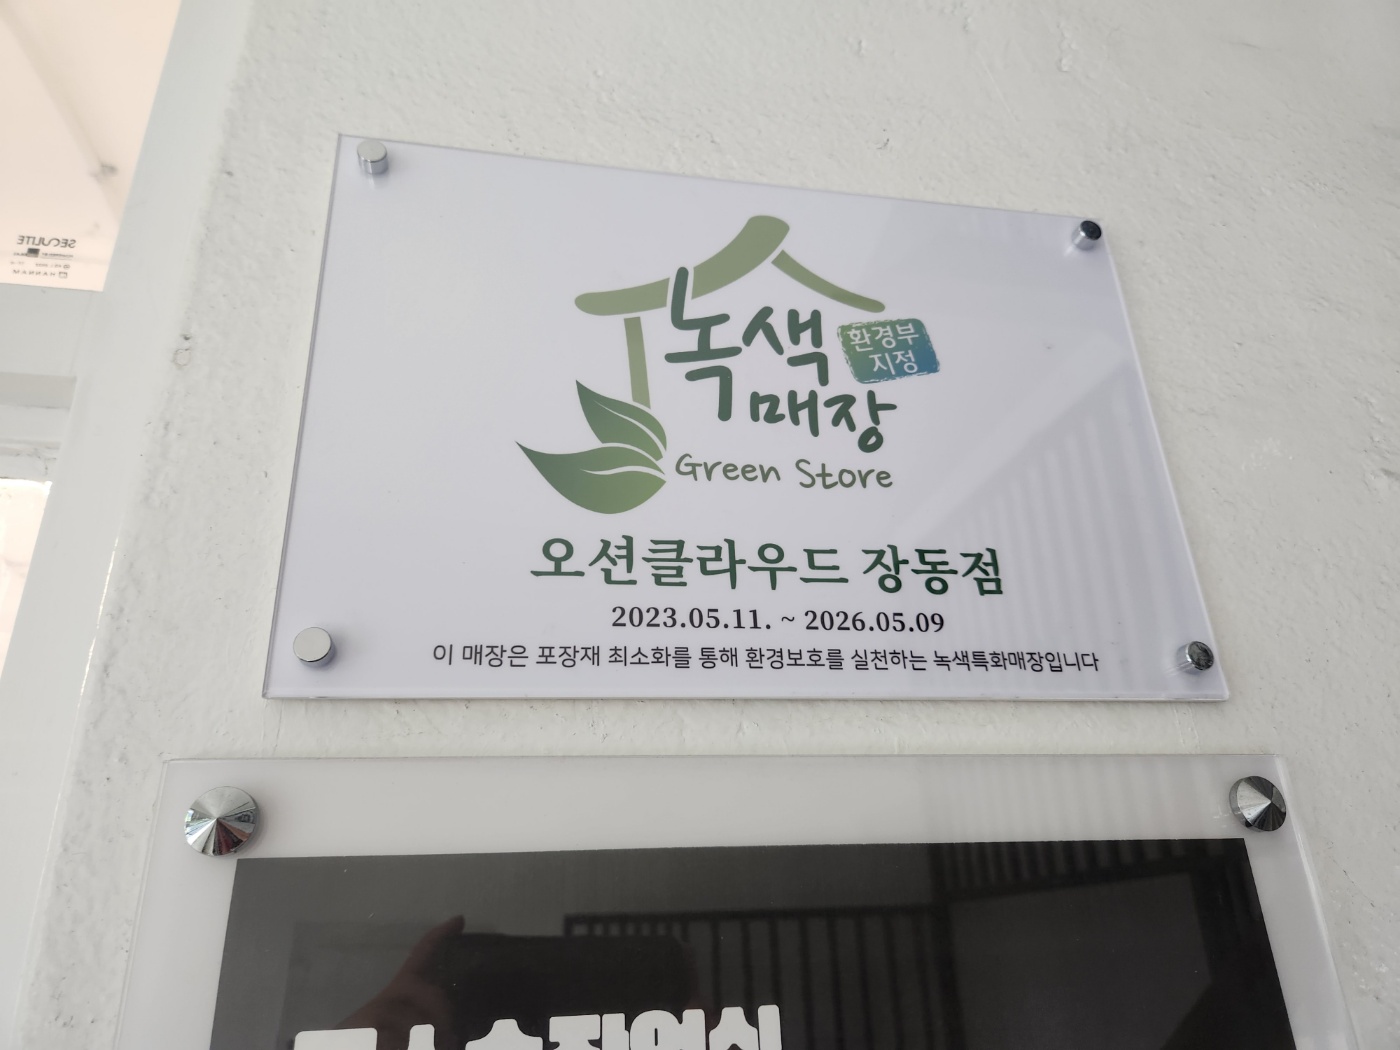 녹색
환경부
지정
매장
Green Store
오션클라우드 장동점
2023.05.11. ~ 2026.05.09
이 매장은 포장재 최소화를 통해 환경보호를 실천하는 녹색특화매장입니다
SECULITE
HANNAM